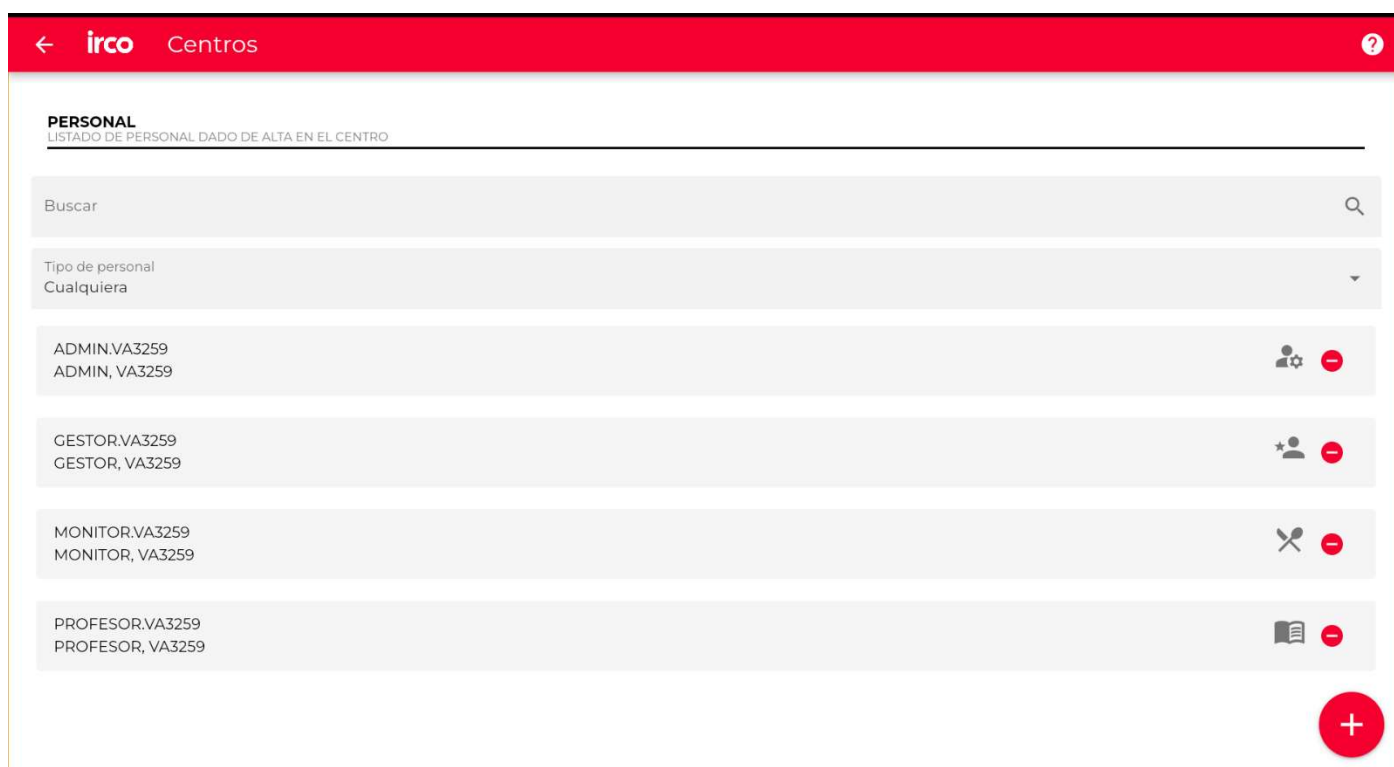 irco Centros
PERSONAL
LISTADO DE PERSONAL DADO DE ALTA EN EL CENTRO
Buscar
Tipo de personal
Cualquiera
ADMIN.VA3259
ADMIN, VA3259
GESTOR.VA3259
GESTOR, VA3259
MONITOR.VA3259
MONITOR, VA3259
PROFESOR.VA3259
PROFESOR, VA3259